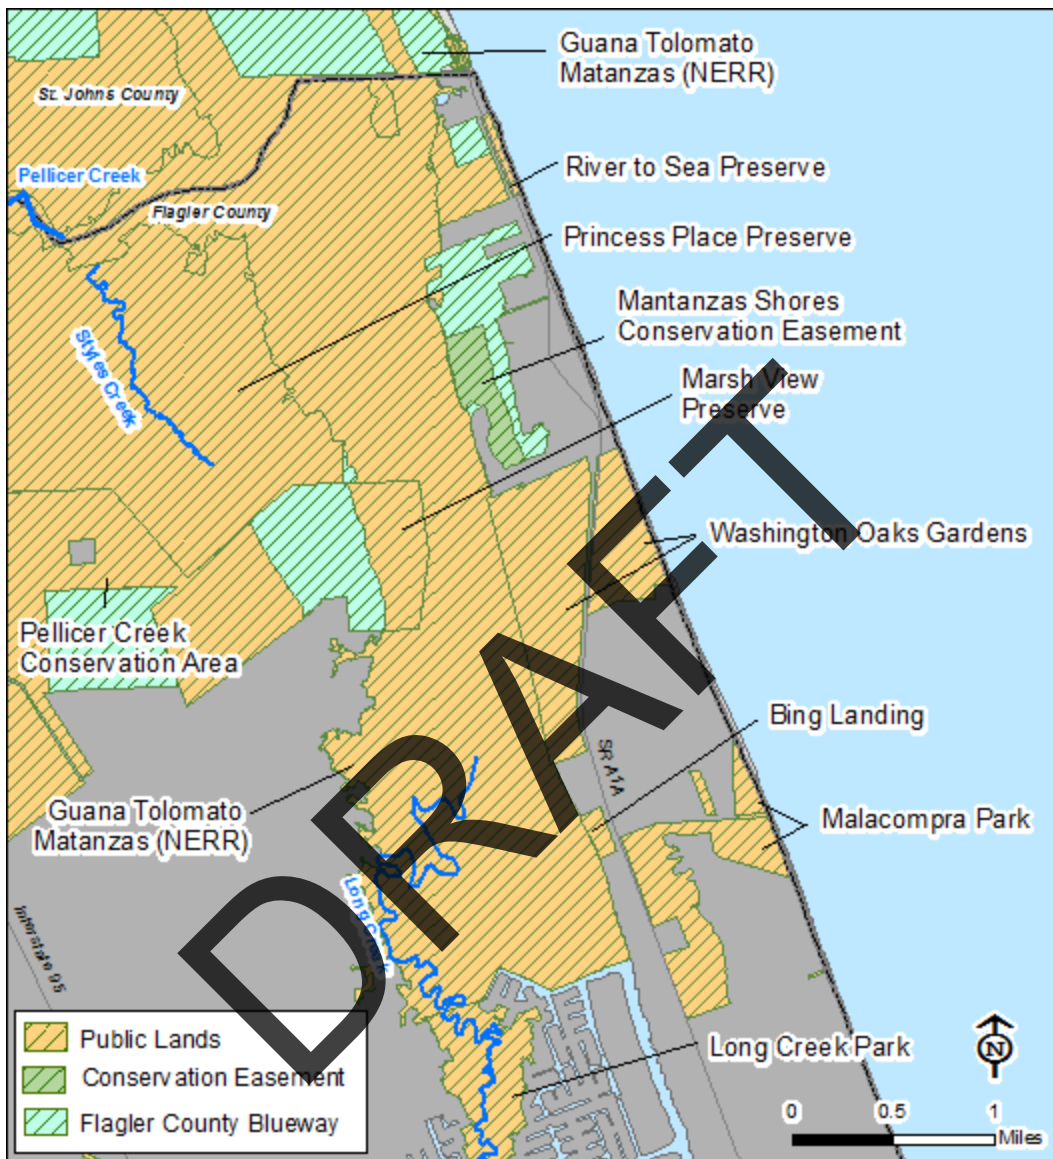 Guana Tolomato
Matanzas (NERR)
St. Johns County
River to Sea Preserve
Pellicer Creek
Flagler County
Princess Place Preserve
Mantanzas Shores
Conservation Easement
Styles Creek
Marsh View
Preserve
Washington Oaks Gardens
Pellicer Creek
Conservation Area
Bing Landing
SR A1A
Guana Tolomato
Matanzas (NERR)
Malacompra Park
Long Creek
Interstate 95
DRAFT
Public Lands
Conservation Easement
Flagler County Blueway
Long Creek Park
N
0 0.5 1
Miles